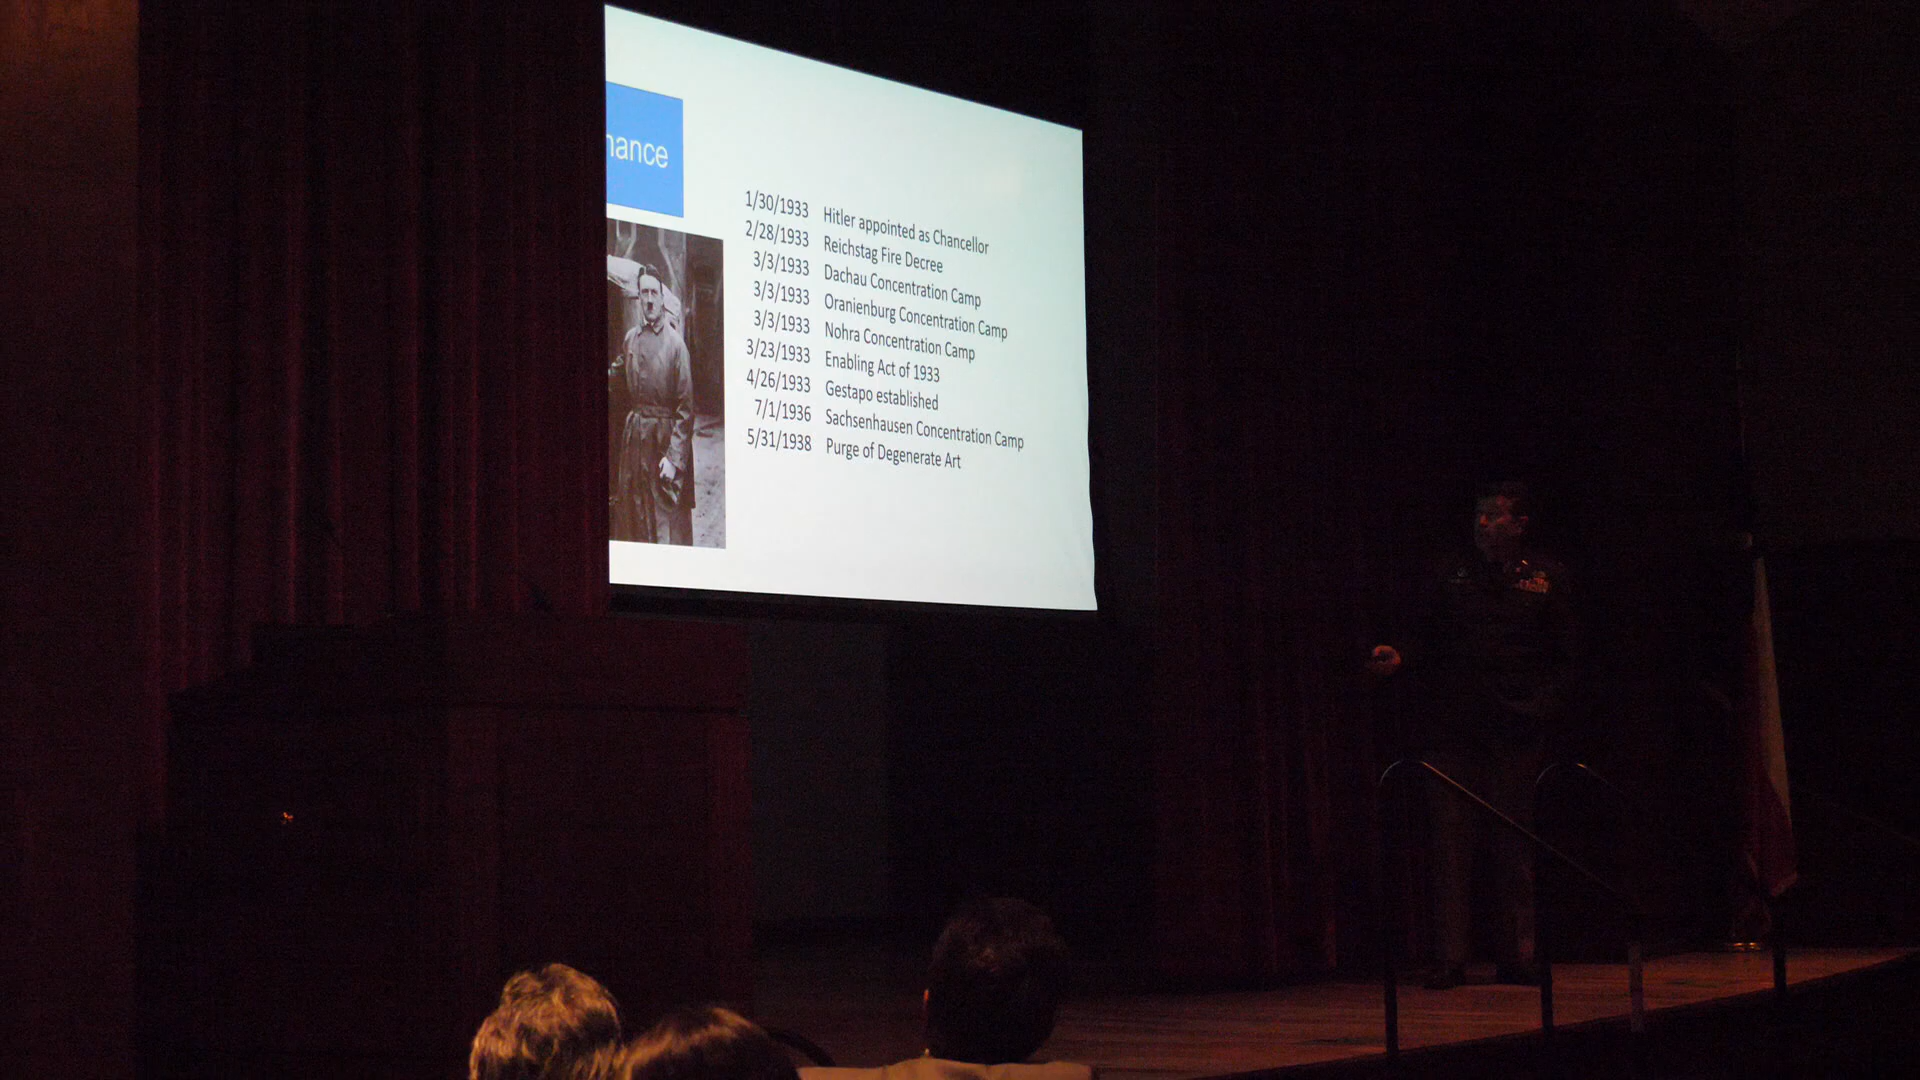 nance
1/30/1933 Hitler appointed as Chancellor
2/28/1933 Reichstag Fire Decree
3/3/1933 Dachau Concentration Camp
3/3/1933 Oranienburg Concentration Camp
3/3/1933 Nohra Concentration Camp
3/23/1933 Enabling Act of 1933
4/26/1933 Gestapo established
7/1/1936 Sachsenhausen Concentration Camp
5/31/1938 Purge of Degenerate Art